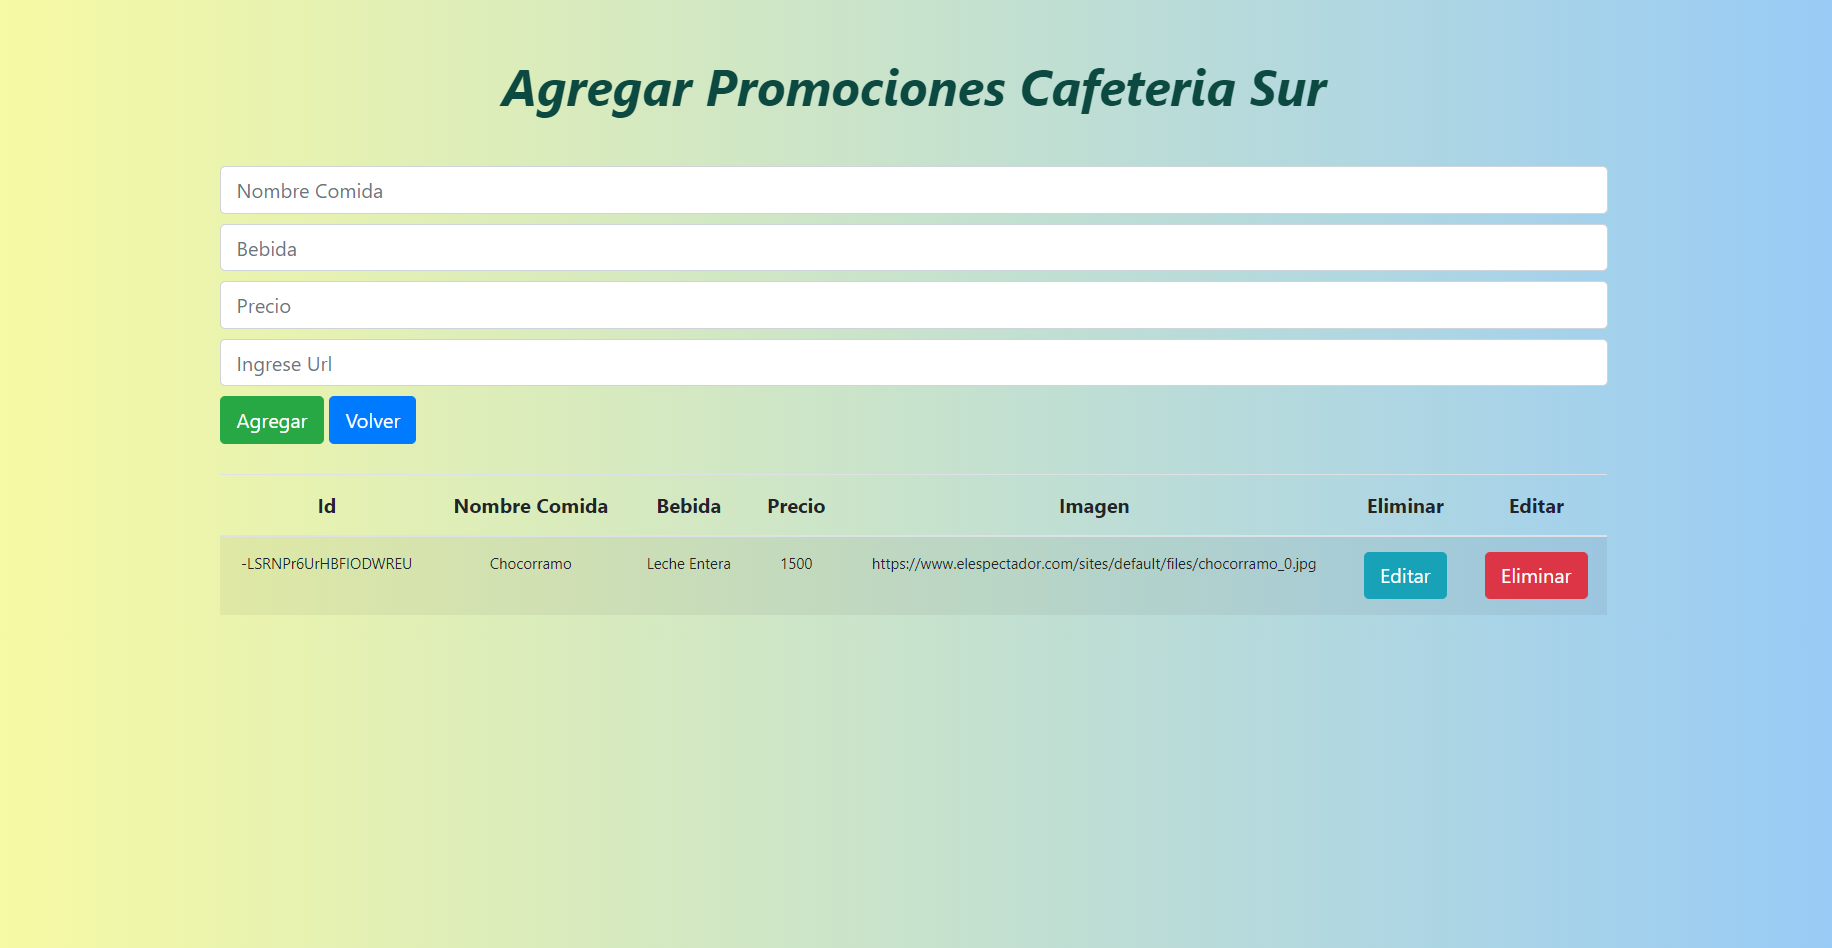 Agregar Promociones Cafeteria Sur
Nombre Comida
Bebida
Precio
Ingrese Url
Agregar Volver
Id Nombre Comida Bebida Precio Imagen Eliminar Editar
-LSRNPr6UrHBFIODWREU Chocorramo Leche Entera 1500 https://www.elespectador.com/sites/default/files/chocorramo_0.jpg Editar Eliminar